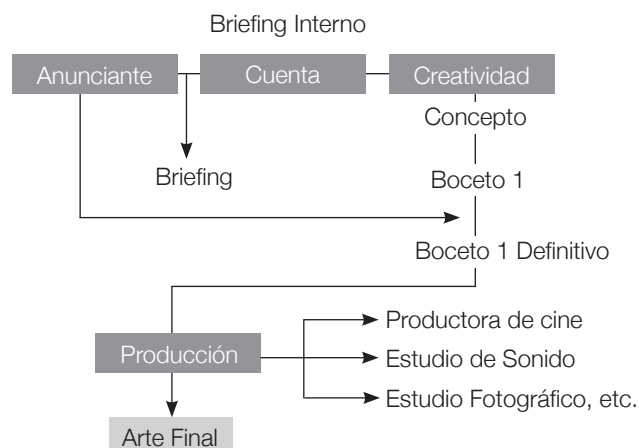 Briefing Interno
Anunciante
Cuenta
Creatividad
Concepto
Briefing
Boceto 1
Boceto 1 Definitivo
Productora de cine
Producción
Estudio de Sonido
Estudio Fotográfico, etc.
Arte Final